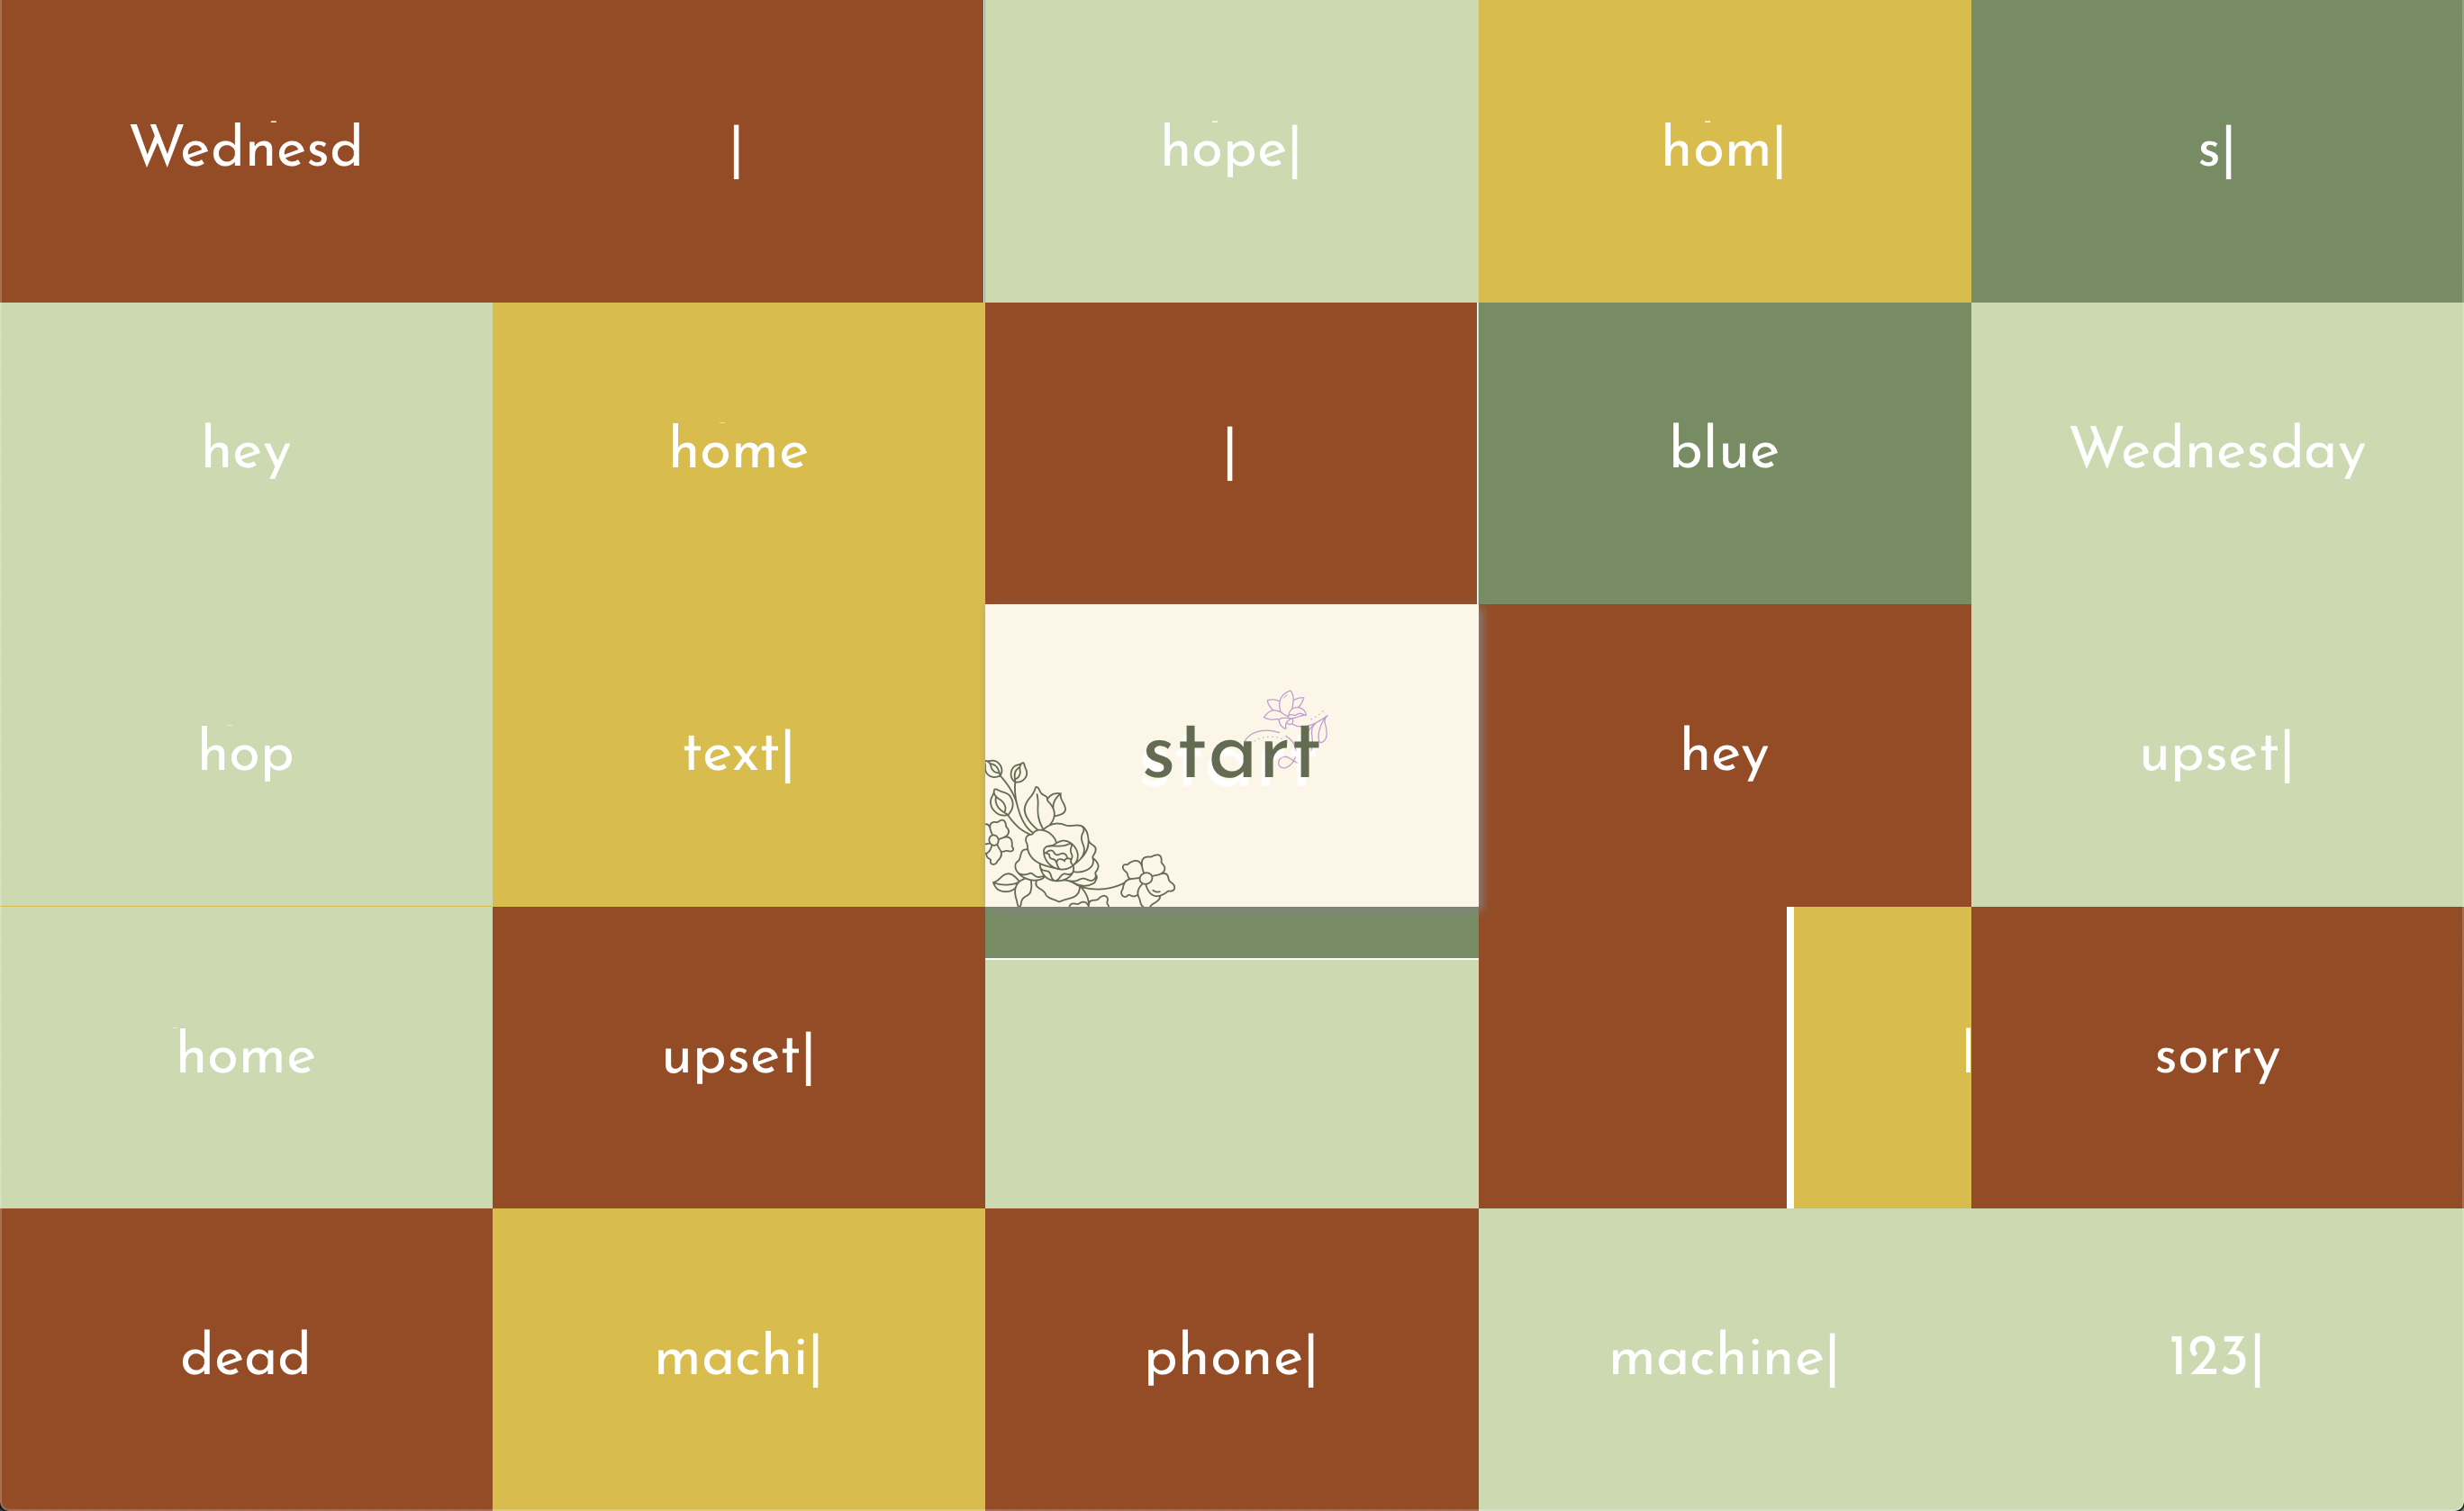 Wednesd
|
hope|
hom|
s|
hey
home
|
blue
Wednesday
hop
text|
start
hey
upset|
home
upset|
sorry
dead
machi|
phone|
machine|
123|